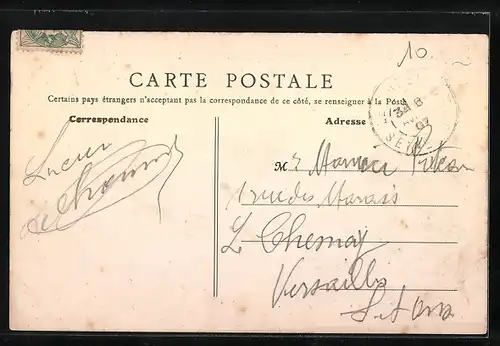 10
CARTE POSTALE
Certains pays étrangers n'acceptant pas la correspondance de ce côté, se renseigner à la Poste
Correspondance
Adresse
Lucien
M
rue des Marais
Le Chesnay
Versailles
S et Oise